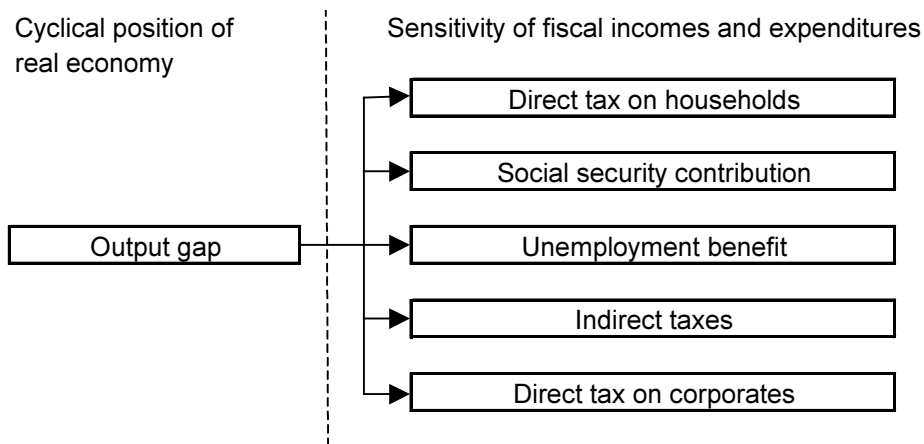 Cyclical position of
real economy
Sensitivity of fiscal incomes and expenditures
Direct tax on households
Social security contribution
Output gap
Unemployment benefit
Indirect taxes
Direct tax on corporates